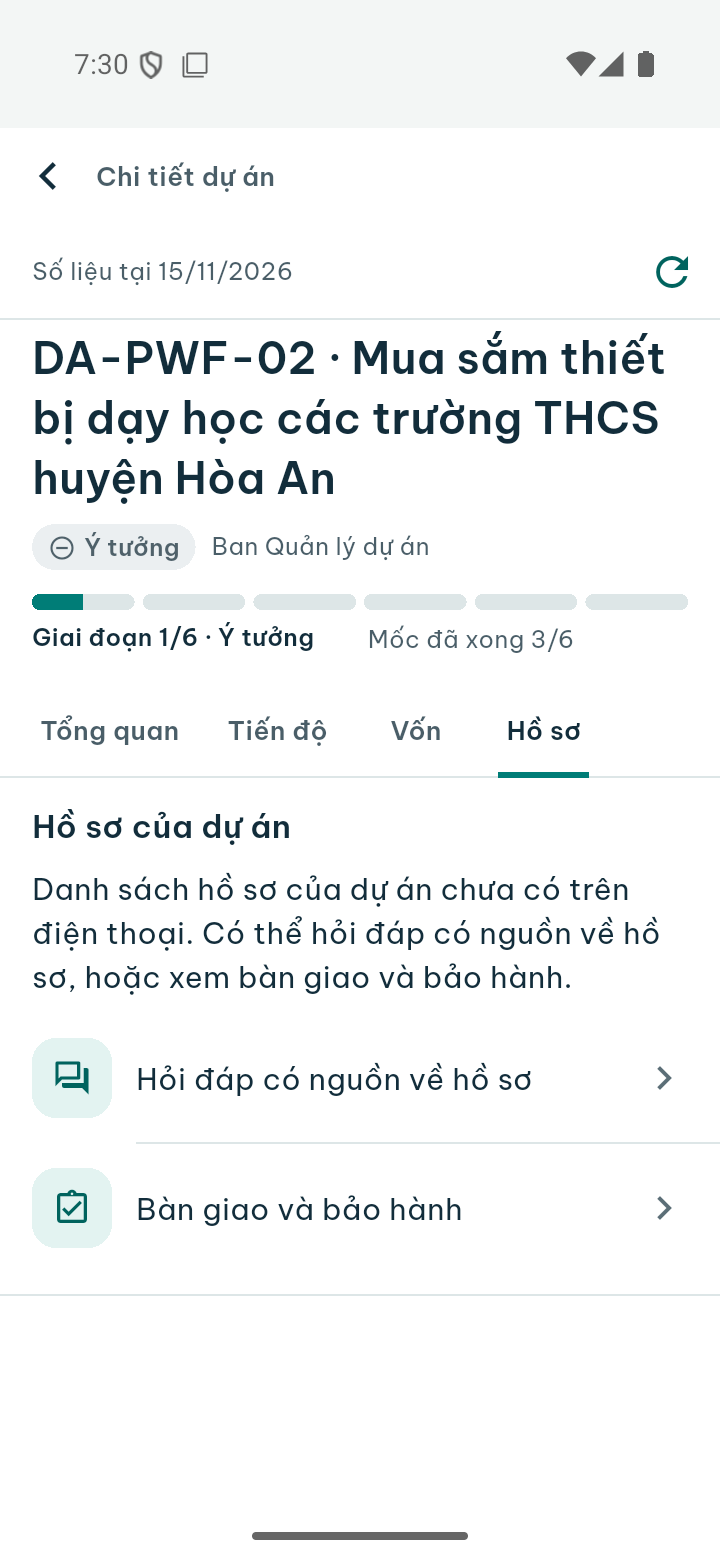 7:30
Chi tiết dự án
Số liệu tại 15/11/2026
DA-PWF-02 · Mua sắm thiết
bị dạy học các trường THCS
huyện Hòa An
Ý tưởng
Ban Quản lý dự án
Giai đoạn 1/6 · Ý tưởng
Mốc đã xong 3/6
Tổng quan
Tiến độ
Vốn
Hồ sơ
Hồ sơ của dự án
Danh sách hồ sơ của dự án chưa có trên
điện thoại. Có thể hỏi đáp có nguồn về hồ
sơ, hoặc xem bàn giao và bảo hành.
Hỏi đáp có nguồn về hồ sơ
Bàn giao và bảo hành